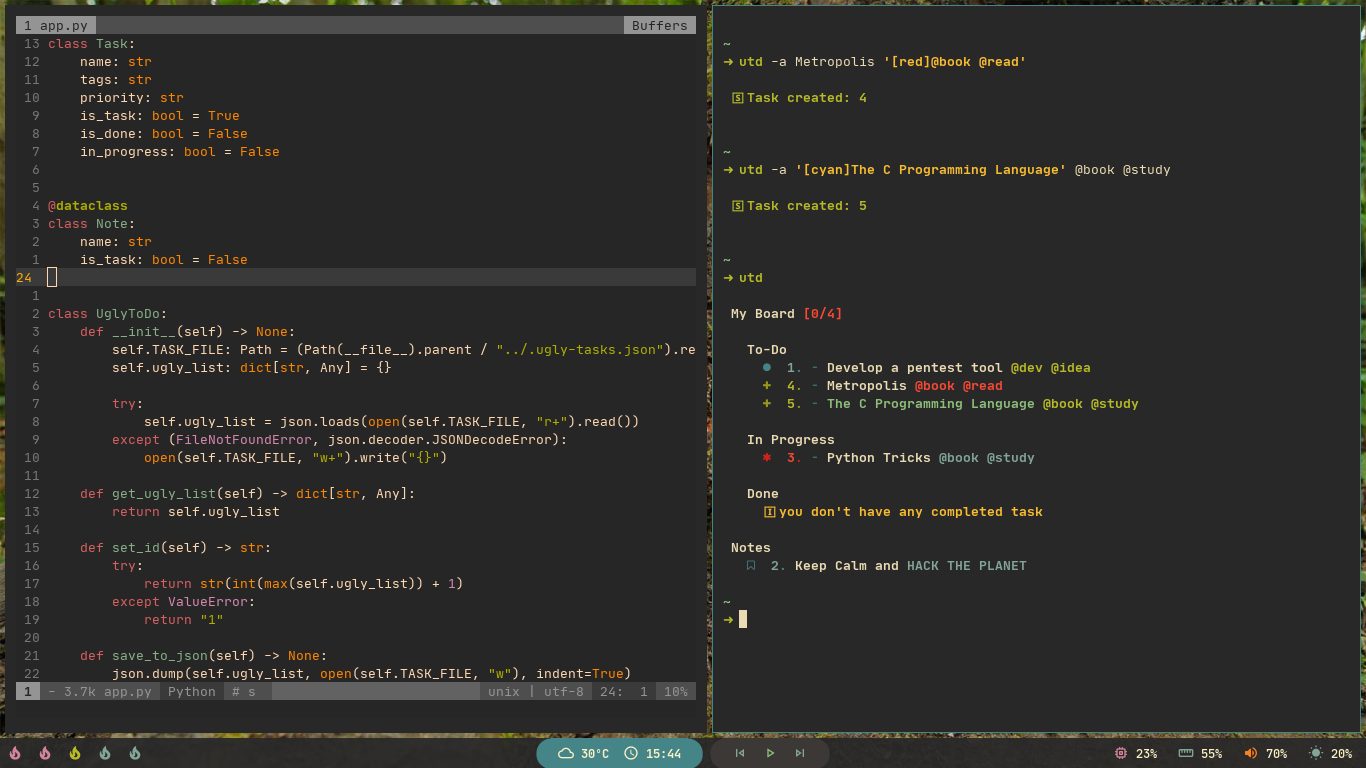 1 app.py Buffers
13 class Task:
12 name: str
11 tags: str
10 priority: str
9 is_task: bool = True
8 is_done: bool = False
7 in_progress: bool = False
6
5
4 @dataclass
3 class Note:
2 name: str
1 is_task: bool = False
24
1
2 class UglyToDo:
3 def __init__(self) -> None:
4 self.TASK_FILE: Path = (Path(__file__).parent / "../.ugly-tasks.json").re
5 self.ugly_list: dict[str, Any] = {}
6
7 try:
8 self.ugly_list = json.loads(open(self.TASK_FILE, "r+").read())
9 except (FileNotFoundError, json.decoder.JSONDecodeError):
10 open(self.TASK_FILE, "w+").write("{}")
11
12 def get_ugly_list(self) -> dict[str, Any]:
13 return self.ugly_list
14
15 def set_id(self) -> str:
16 try:
17 return str(int(max(self.ugly_list)) + 1)
18 except ValueError:
19 return "1"
20
21 def save_to_json(self) -> None:
22 json.dump(self.ugly_list, open(self.TASK_FILE, "w"), indent=True)
1 - 3.7k app.py Python # s unix | utf-8 24: 1 10%
~
→ utd -a Metropolis '[red]@book @read'
S Task created: 4
~
→ utd -a '[cyan]The C Programming Language' @book @study
S Task created: 5
~
→ utd
My Board [0/4]
To-Do
● 1. - Develop a pentest tool @dev @idea
+ 4. - Metropolis @book @read
+ 5. - The C Programming Language @book @study
In Progress
✱ 3. - Python Tricks @book @study
Done
I you don't have any completed task
Notes
2. Keep Calm and HACK THE PLANET
~
→
30°C 15:44 23% 55% 70% 20%